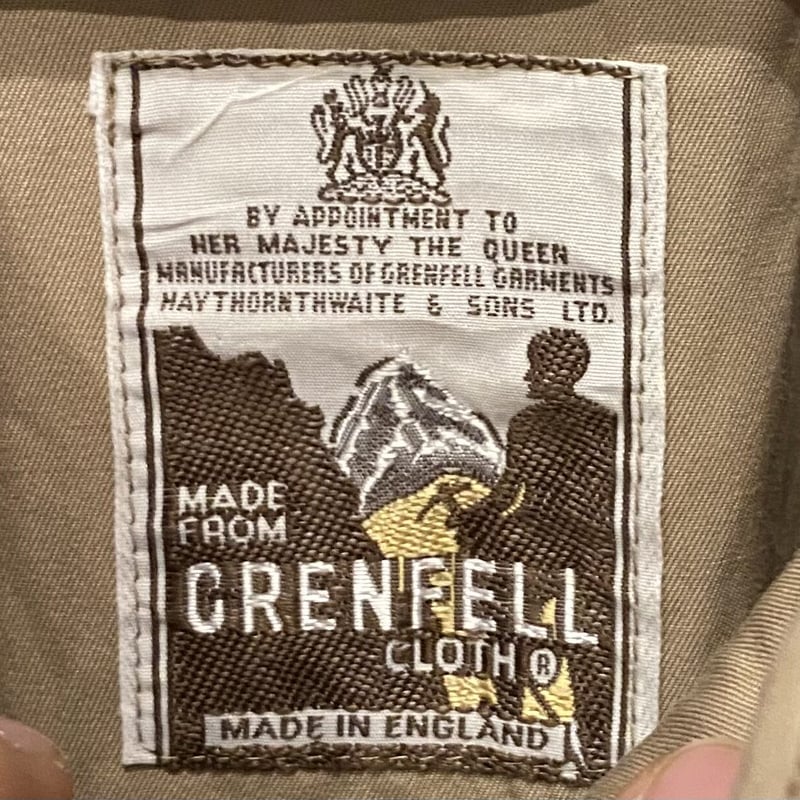 BY APPOINTMENT TO
HER MAJESTY THE QUEEN
MANUFACTURERS OF GRENFELL GARMENTS
HAYTHORNTHWAITE & SONS LTD.
MADE
FROM
GRENFELL
CLOTH ®
MADE IN ENGLAND